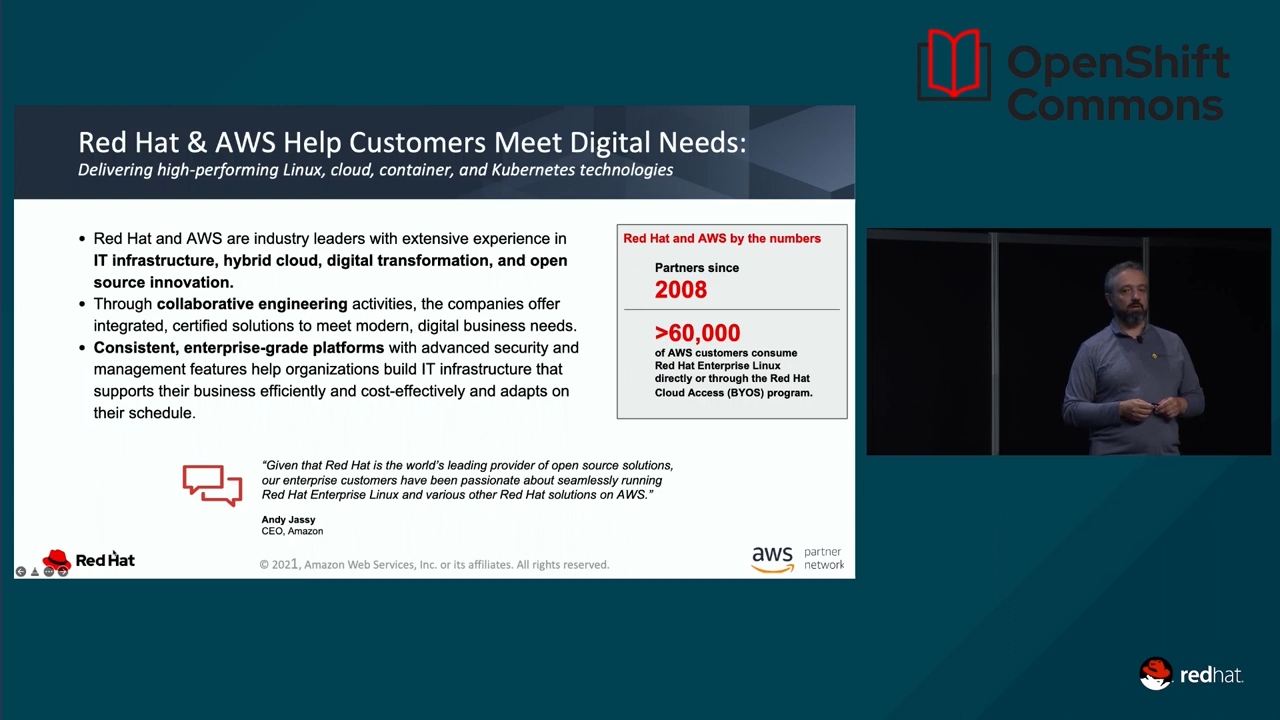 OpenShift
Commons
Red Hat & AWS Help Customers Meet Digital Needs:
Delivering high-performing Linux, cloud, container, and Kubernetes technologies
• Red Hat and AWS are industry leaders with extensive experience in
IT infrastructure, hybrid cloud, digital transformation, and open
source innovation.
• Through collaborative engineering activities, the companies offer
integrated, certified solutions to meet modern, digital business needs.
• Consistent, enterprise-grade platforms with advanced security and
management features help organizations build IT infrastructure that
supports their business efficiently and cost-effectively and adapts on
their schedule.
Red Hat and AWS by the numbers
Partners since
2008
>60,000
of AWS customers consume
Red Hat Enterprise Linux
directly or through the Red Hat
Cloud Access (BYOS) program.
“Given that Red Hat is the world’s leading provider of open source solutions,
our enterprise customers have been passionate about seamlessly running
Red Hat Enterprise Linux and various other Red Hat solutions on AWS.”
Andy Jassy
CEO, Amazon
Red Hat
© 2021, Amazon Web Services, Inc. or its affiliates. All rights reserved.
aws partner
network
redhat.